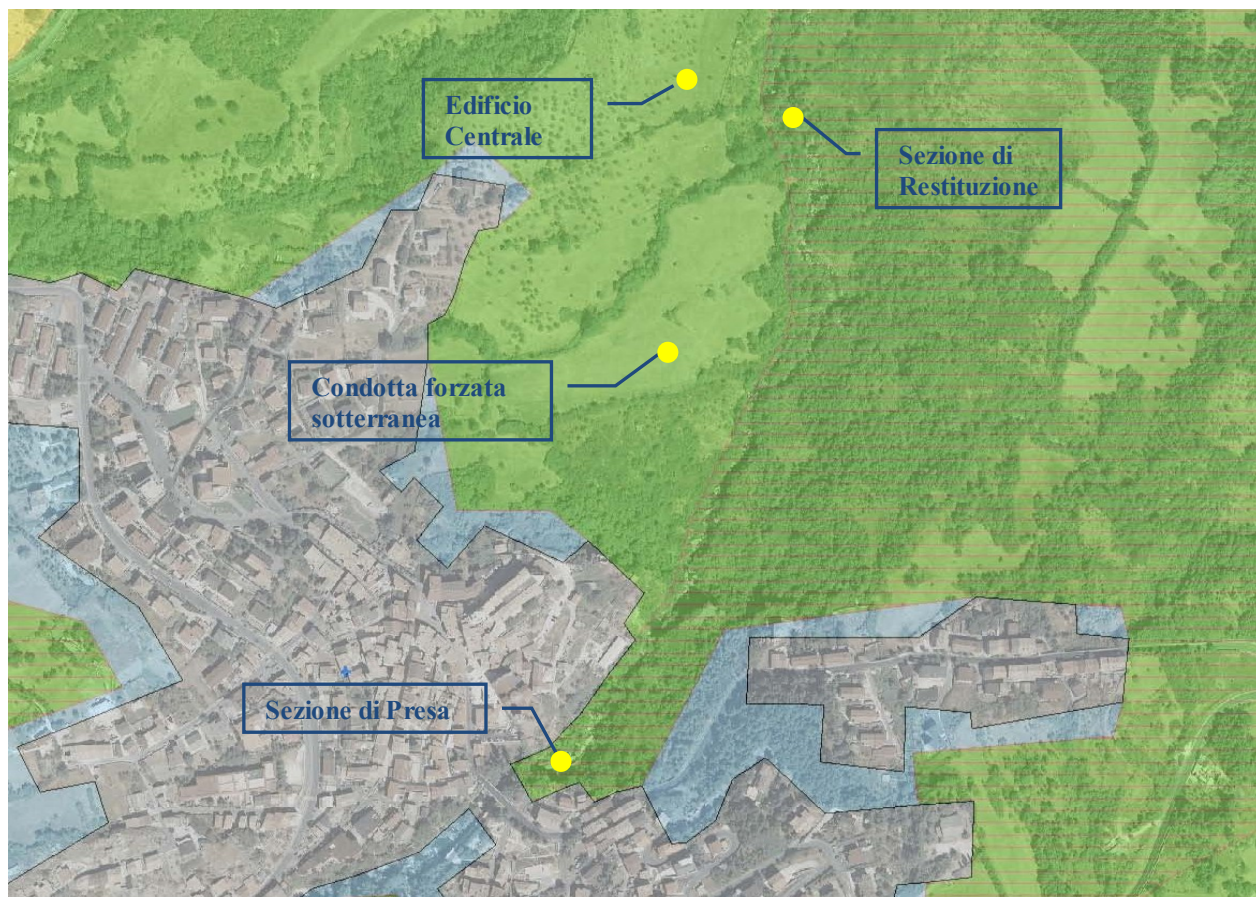 Edificio
Centrale
Sezione di
Restituzione
Condotta forzata
sotterranea
Sezione di Presa